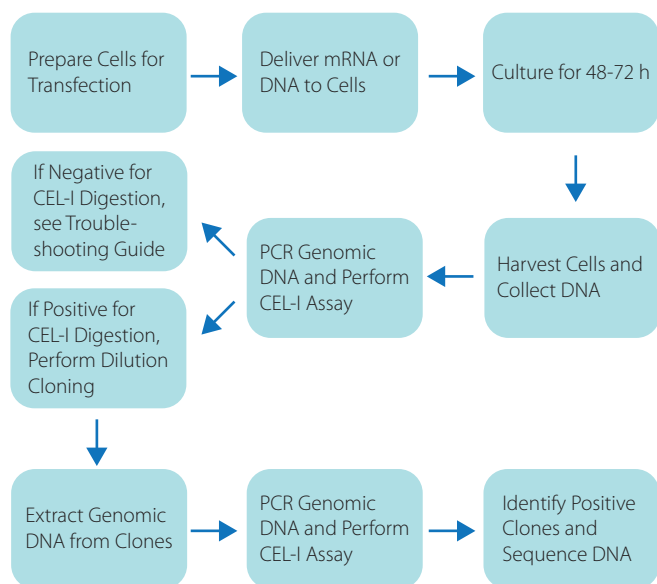 Prepare Cells for
Transfection
Deliver mRNA or
DNA to Cells
Culture for 48-72 h
Harvest Cells and
Collect DNA
PCR Genomic
DNA and Perform
CEL-I Assay
If Negative for
CEL-I Digestion,
see Trouble-
shooting Guide
If Positive for
CEL-I Digestion,
Perform Dilution
Cloning
Extract Genomic
DNA from Clones
PCR Genomic
DNA and Perform
CEL-I Assay
Identify Positive
Clones and
Sequence DNA